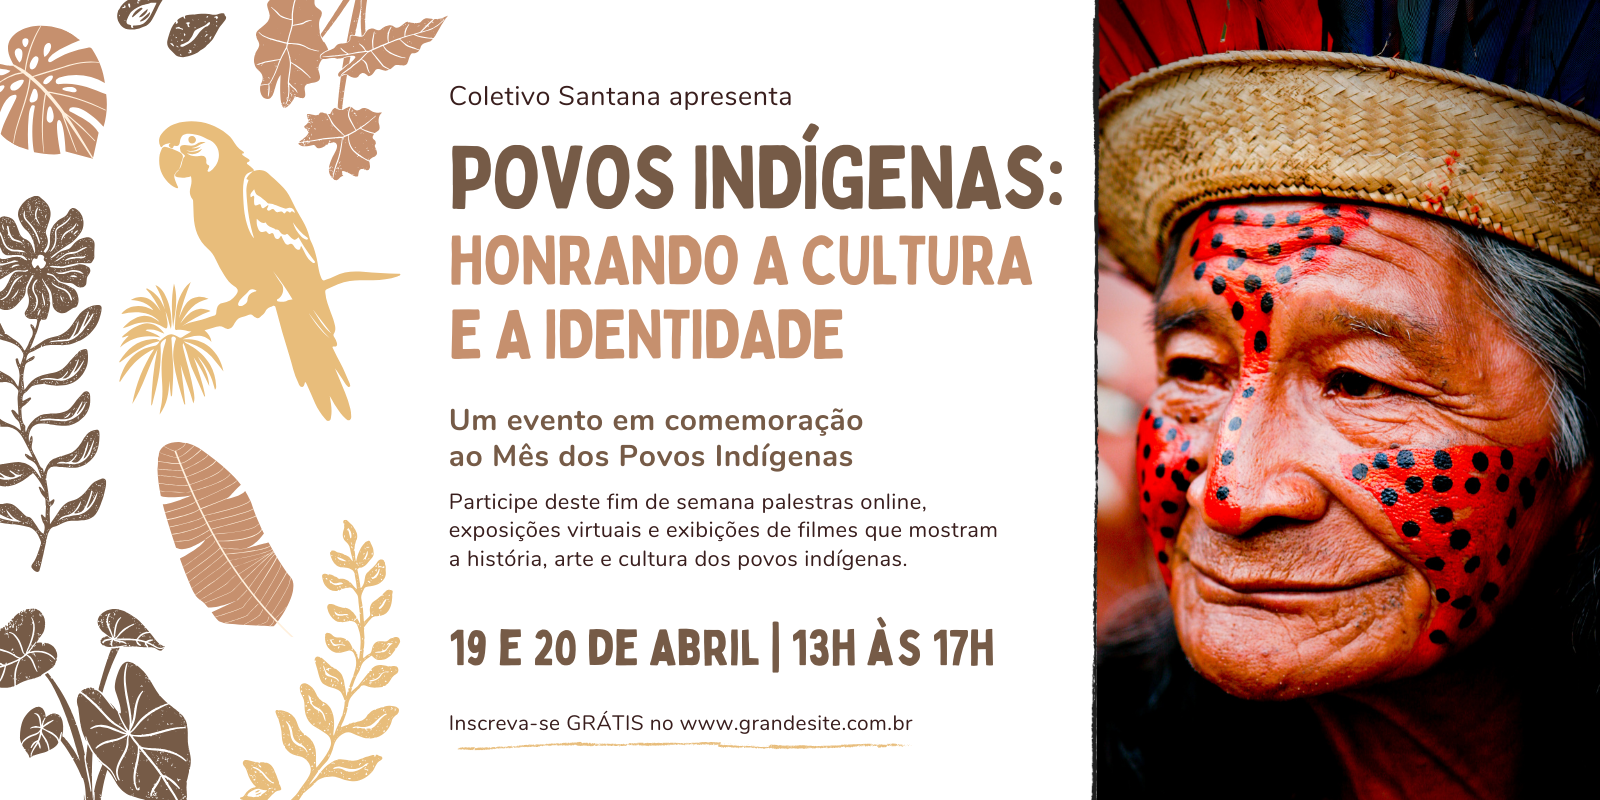 Coletivo Santana apresenta
POVOS INDÍGENAS:
HONRANDO A CULTURA
E A IDENTIDADE
Um evento em comemoração
ao Mês dos Povos Indígenas
Participe deste fim de semana palestras online,
exposições virtuais e exibições de filmes que mostram
a história, arte e cultura dos povos indígenas.
19 E 20 DE ABRIL | 13H ÀS 17H
Inscreva-se GRÁTIS no www.grandesite.com.br